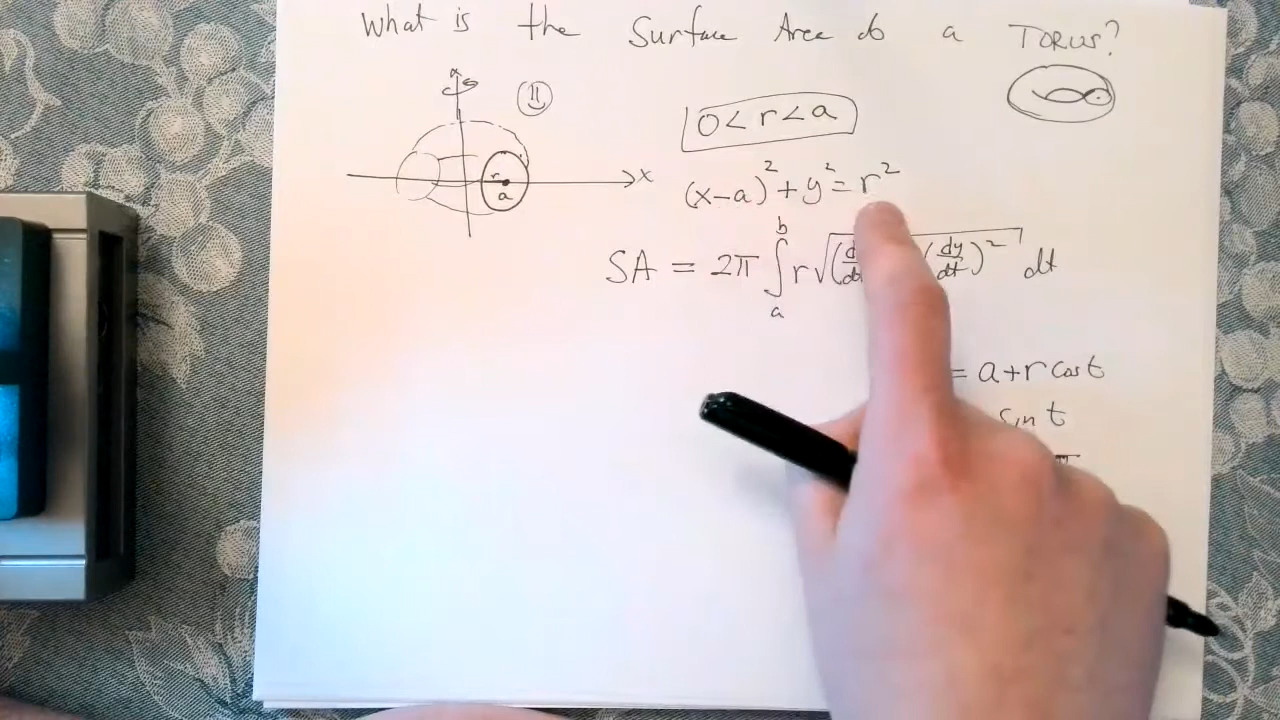 What is the Surface Area of a TORUS?
II
0<r<a
x
r
a
(x-a)²+y²=r²
SA = 2π ∫ₐᵇ r√(( dy/dt)² dt
= a+r cos t
sin t